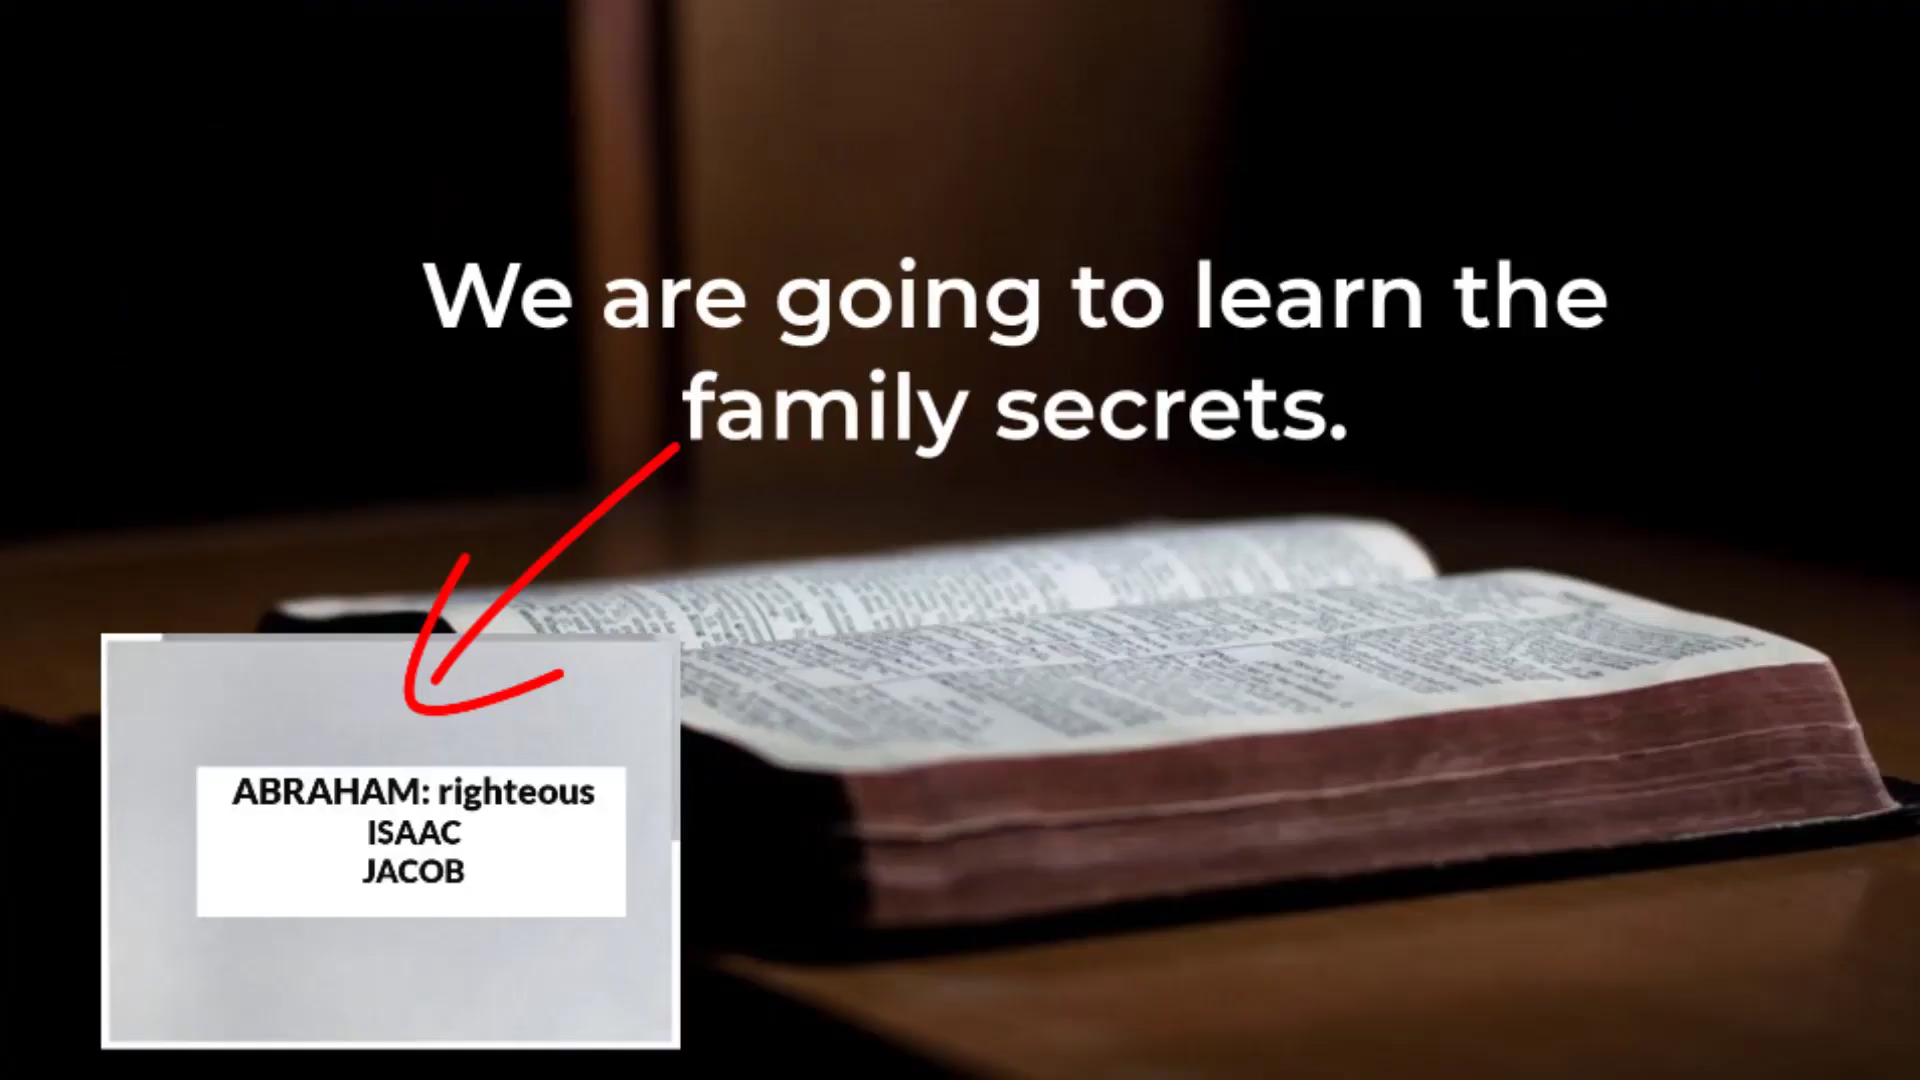 We are going to learn the
family secrets.
ABRAHAM: righteous
ISAAC
JACOB